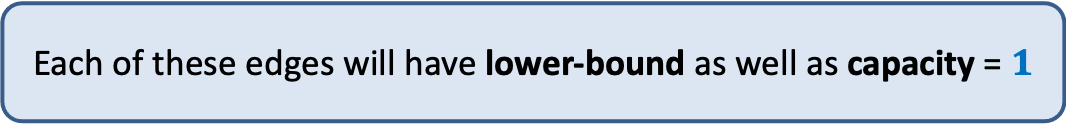 Each of these edges will have lower-bound as well as capacity = 1